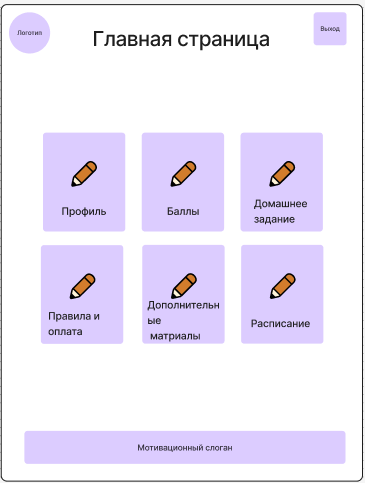 Логотип
Главная страница
Выход
Профиль
Баллы
Домашнее
задание
Правила и
оплата
Дополнительн
ые
матриалы
Расписание
Мотивационный слоган